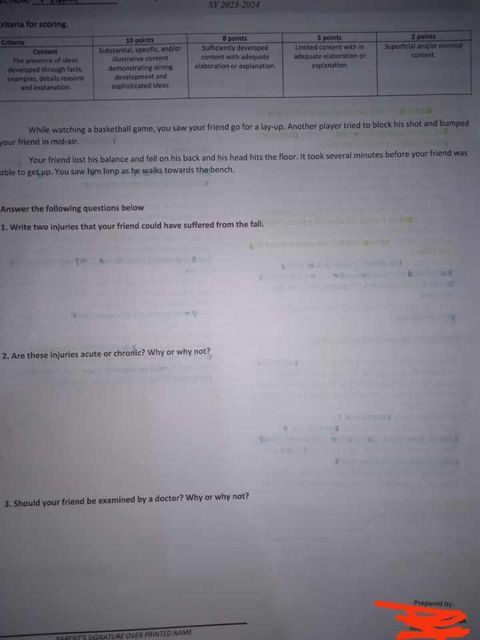 SY 2023-2024
riteria for scoring.
Criteria
10 points
8 points
5 points
2 points
Content
The presence of ideas
developed through facts,
examples, details reasons
and explanation.
Substantial, specific, and/or
illustrative content
demonstrating strong
development and
sophisticated ideas.
Sufficiently developed
content with adequate
elaboration or explanation.
Limited content with in
adequate elaboration or
explanation.
Superficial and/or minimal
content.
While watching a basketball game, you saw your friend go for a lay-up. Another player tried to block his shot and bumped
your friend in mid-air.
Your friend lost his balance and fell on his back and his head hits the floor. It took several minutes before your friend was
able to get up. You saw him limp as he walks towards the bench.
Answer the following questions below
1. Write two injuries that your friend could have suffered from the fall.
2. Are these injuries acute or chronic? Why or why not?
3. Should your friend be examined by a doctor? Why or why not?
Prepared by:
PARENT'S SIGNATURE OVER PRINTED NAME